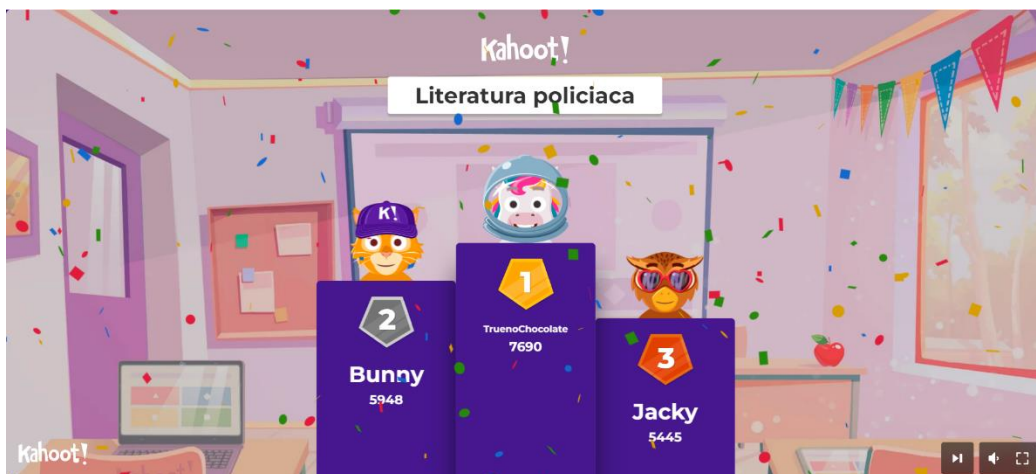 Kahoot!
Literatura policiaca
K!
1
TruenoChocolate
7690
2
Bunny
5948
3
Jacky
5445
Kahoot!